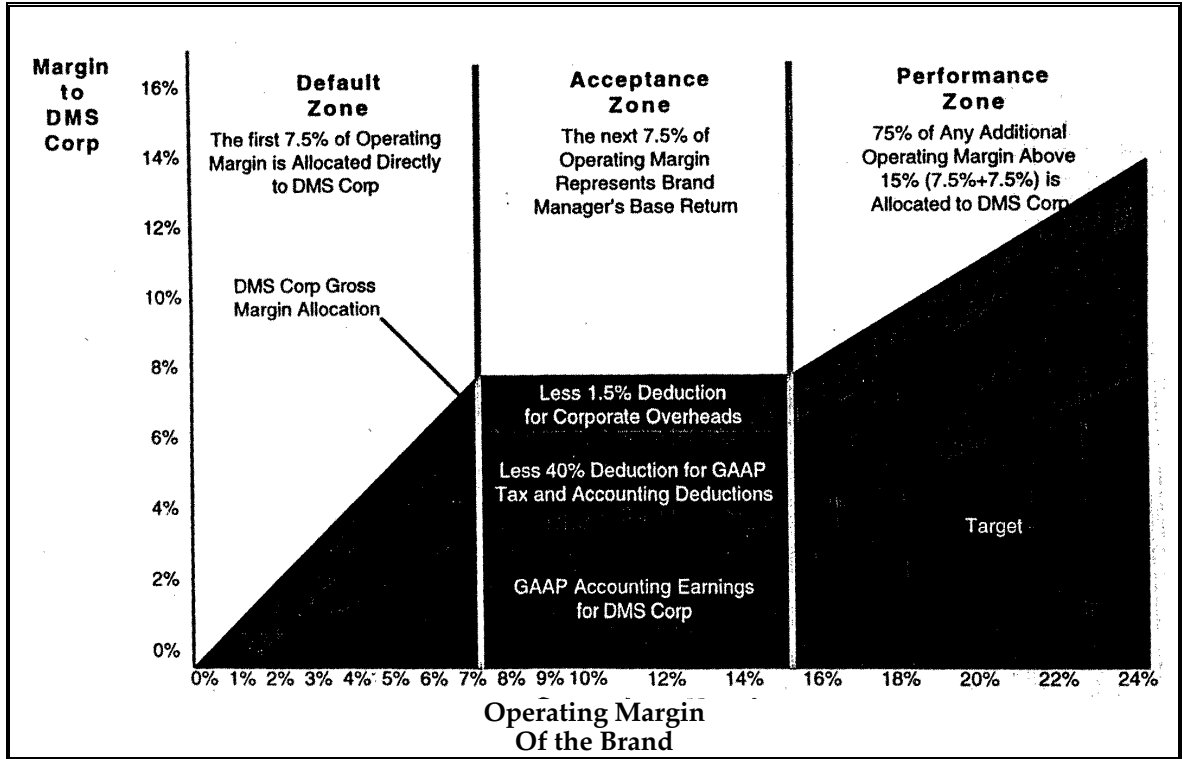 Margin
to
DMS
Corp
16%
14%
12%
10%
8%
6%
4%
2%
0%
Default
Zone
The first 7.5% of Operating
Margin is Allocated Directly
to DMS Corp
DMS Corp Gross
Margin Allocation
Acceptance
Zone
The next 7.5% of
Operating Margin
Represents Brand
Manager's Base Return
Less 1.5% Deduction
for Corporate Overheads
Less 40% Deduction for GAAP
Tax and Accounting Deductions
GAAP Accounting Earnings
for DMS Corp
Performance
Zone
75% of Any Additional
Operating Margin Above
15% (7.5%+7.5%) is
Allocated to DMS Corp
Target
0% 1% 2% 3% 4% 5% 6% 7% 8% 9% 10% 12% 14% 16% 18% 20% 22% 24%
Operating Margin
Of the Brand